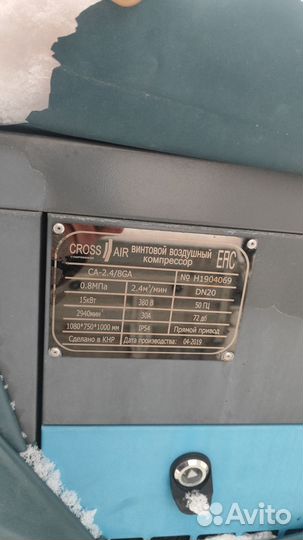 CROSS AIR ВИНТОВОЙ ВОЗДУШНЫЙ КОМПРЕССОР EAC
CA-2.4/8GA № H1904069
0.8МПа 2.4м³/мин DN20
15кВт 380 В 50 ГЦ
2940мин⁻ 30А 72 дб
1080*750*1000 мм IP54 Прямой привод
Сделано в КНР Дата производства: 04-2019
Avito